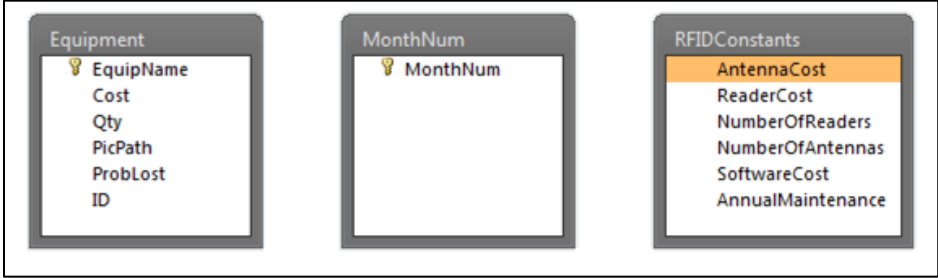 Equipment
EquipName
Cost
Qty
PicPath
ProbLost
ID
MonthNum
MonthNum
RFIDConstants
AntennaCost
ReaderCost
NumberOfReaders
NumberOfAntennas
SoftwareCost
AnnualMaintenance